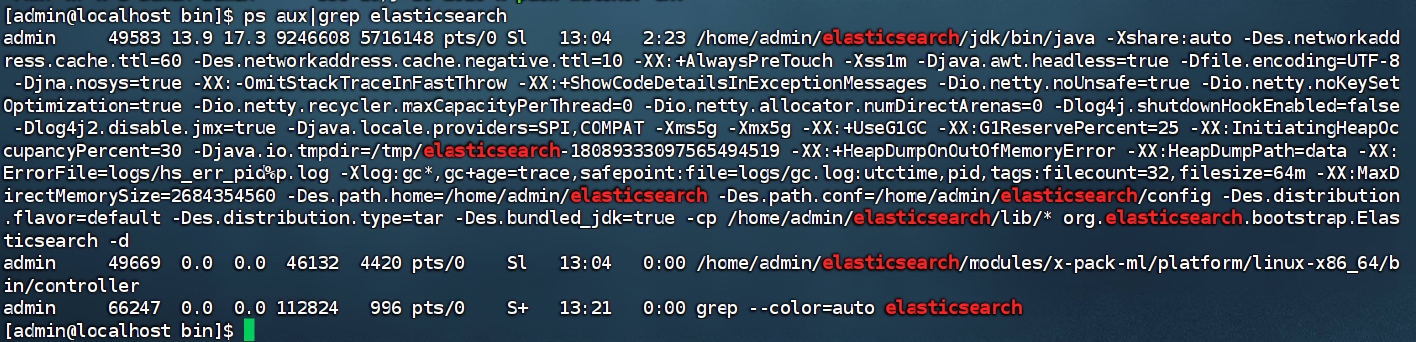 [admin@localhost bin]$ ps aux|grep elasticsearch
admin     49583 13.9 17.3 9246608 5716148 pts/0 Sl   13:04   2:23 /home/admin/elasticsearch/jdk/bin/java -Xshare:auto -Des.networkadd
ress.cache.ttl=60 -Des.networkaddress.cache.negative.ttl=10 -XX:+AlwaysPreTouch -Xss1m -Djava.awt.headless=true -Dfile.encoding=UTF-8
 -Djna.nosys=true -XX:-OmitStackTraceInFastThrow -XX:+ShowCodeDetailsInExceptionMessages -Dio.netty.noUnsafe=true -Dio.netty.noKeySet
Optimization=true -Dio.netty.recycler.maxCapacityPerThread=0 -Dio.netty.allocator.numDirectArenas=0 -Dlog4j.shutdownHookEnabled=false
 -Dlog4j2.disable.jmx=true -Djava.locale.providers=SPI,COMPAT -Xms5g -Xmx5g -XX:+UseG1GC -XX:G1ReservePercent=25 -XX:InitiatingHeapOc
cupancyPercent=30 -Djava.io.tmpdir=/tmp/elasticsearch-18089333097565494519 -XX:+HeapDumpOnOutOfMemoryError -XX:HeapDumpPath=data -XX:
ErrorFile=logs/hs_err_pid%p.log -Xlog:gc*,gc+age=trace,safepoint:file=logs/gc.log:utctime,pid,tags:filecount=32,filesize=64m -XX:MaxD
irectMemorySize=2684354560 -Des.path.home=/home/admin/elasticsearch -Des.path.conf=/home/admin/elasticsearch/config -Des.distribution
.flavor=default -Des.distribution.type=tar -Des.bundled_jdk=true -cp /home/admin/elasticsearch/lib/* org.elasticsearch.bootstrap.Elas
ticsearch -d
admin     49669  0.0  0.0  46132  4420 pts/0    Sl   13:04   0:00 /home/admin/elasticsearch/modules/x-pack-ml/platform/linux-x86_64/b
in/controller
admin     66247  0.0  0.0 112824   996 pts/0    S+   13:21   0:00 grep --color=auto elasticsearch
[admin@localhost bin]$